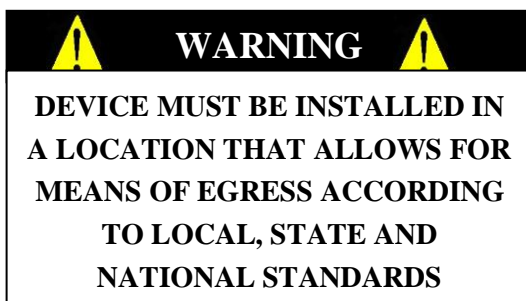 WARNING
DEVICE MUST BE INSTALLED IN
A LOCATION THAT ALLOWS FOR
MEANS OF EGRESS ACCORDING
TO LOCAL, STATE AND
NATIONAL STANDARDS